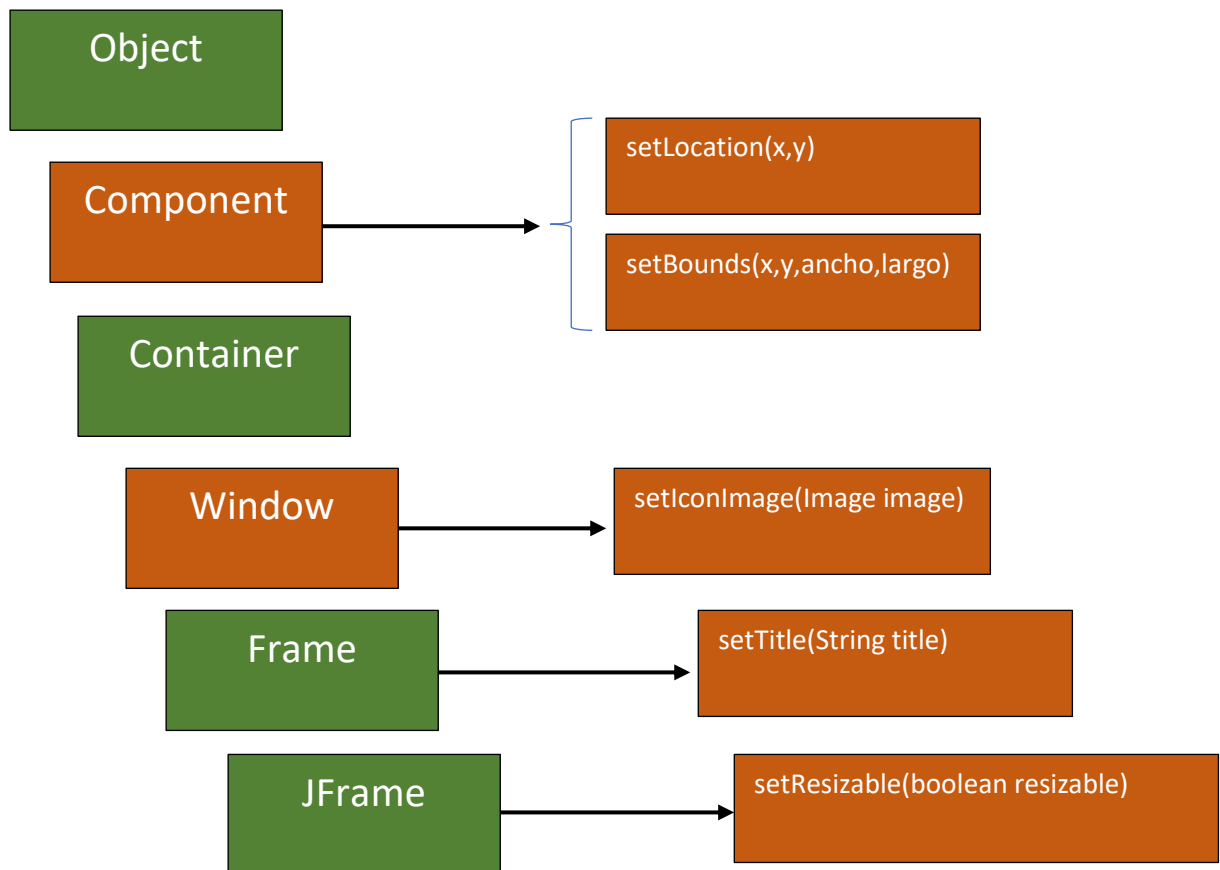 Object
setLocation(x,y)
Component
setBounds(x,y,ancho,largo)
Container
Window
setIconImage(Image image)
Frame
setTitle(String title)
JFrame
setResizable(boolean resizable)